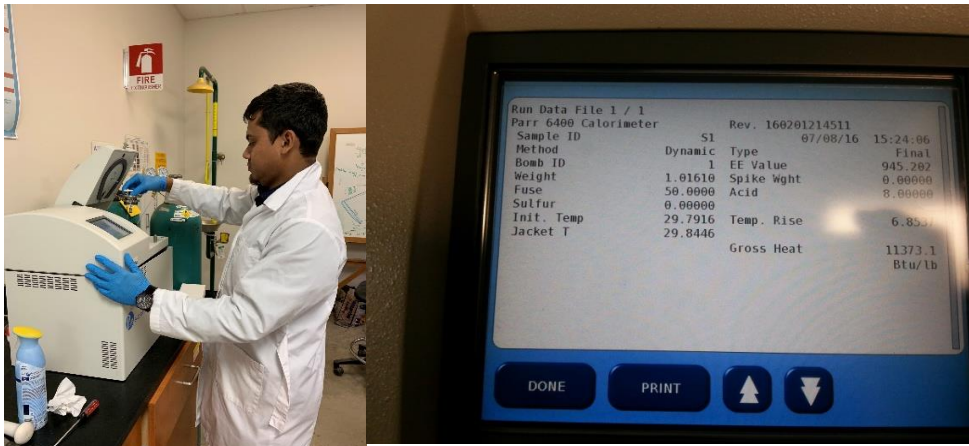 FIRE
EXTINGUISHER
Run Data File 1 / 1
Parr 6400 Calorimeter Rev. 160201214511
Sample ID S1 07/08/16 15:24:06
Method Dynamic Type Final
Bomb ID 1 EE Value 945.202
Weight 1.01610 Spike Wght 0.00000
Fuse 50.0000 Acid 8.00000
Sulfur 0.00000
Init. Temp 29.7916 Temp. Rise 6.8537
Jacket T 29.8446
Gross Heat 11373.1
Btu/lb
DONE PRINT